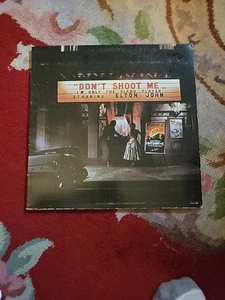 "DON'T SHOOT ME
I'M ONLY THE PIANO PLAYER
STARRING ELTON JOHN